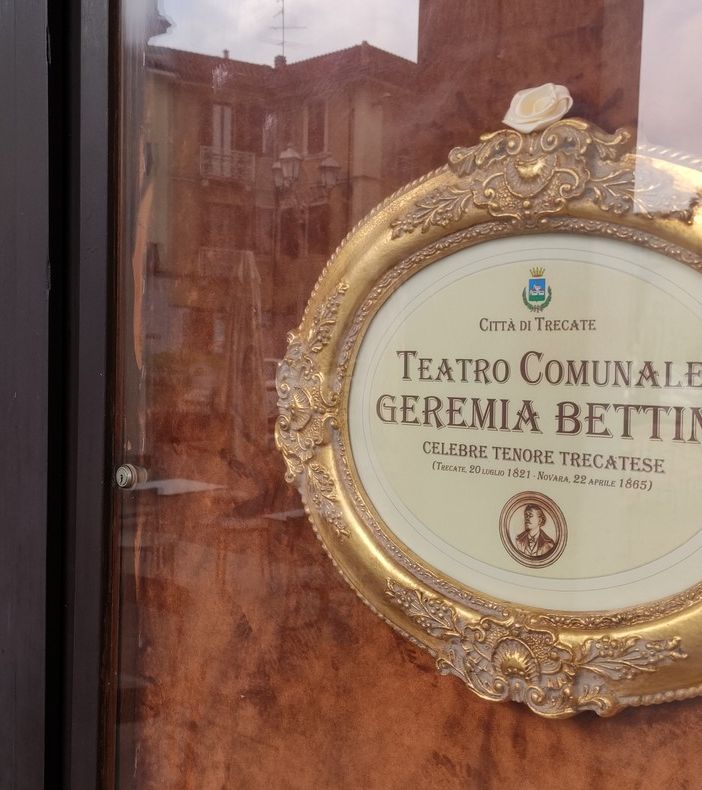 Città di Trecate
Teatro Comunale
GEREMIA BETTIN
CELEBRE TENORE TRECATESE
(Trecate, 20 luglio 1821 - Novara, 22 aprile 1865)